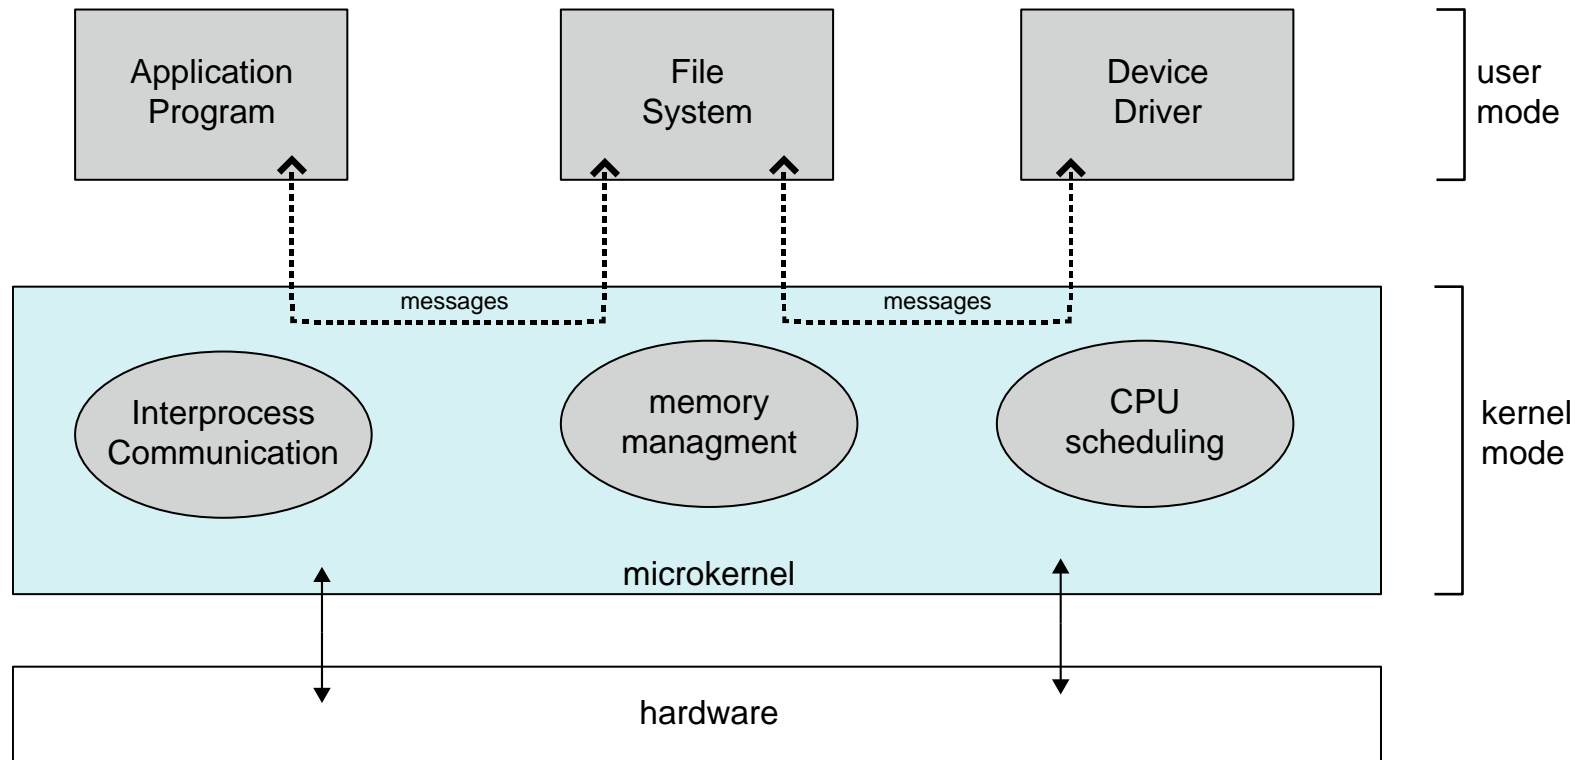 Application
Program
File
System
Device
Driver
user
mode
messages
messages
Interprocess
Communication
memory
managment
CPU
scheduling
kernel
mode
microkernel
hardware